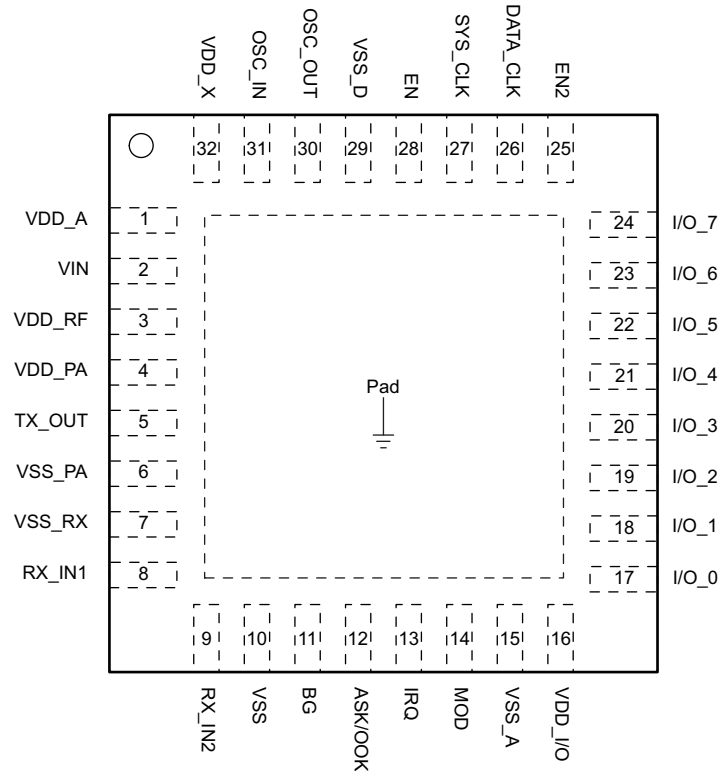 VDD_X
OSC_IN
OSC_OUT
VSS_D
EN
SYS_CLK
DATA_CLK
EN2
32
31
30
29
28
27
26
25
VDD_A 1
24 I/O_7
VIN 2
23 I/O_6
VDD_RF 3
22 I/O_5
VDD_PA 4
21 I/O_4
Pad
TX_OUT 5
20 I/O_3
VSS_PA 6
19 I/O_2
VSS_RX 7
18 I/O_1
RX_IN1 8
17 I/O_0
9
10
11
12
13
14
15
16
RX_IN2
VSS
BG
ASK/OOK
IRQ
MOD
VSS_A
VDD_I/O